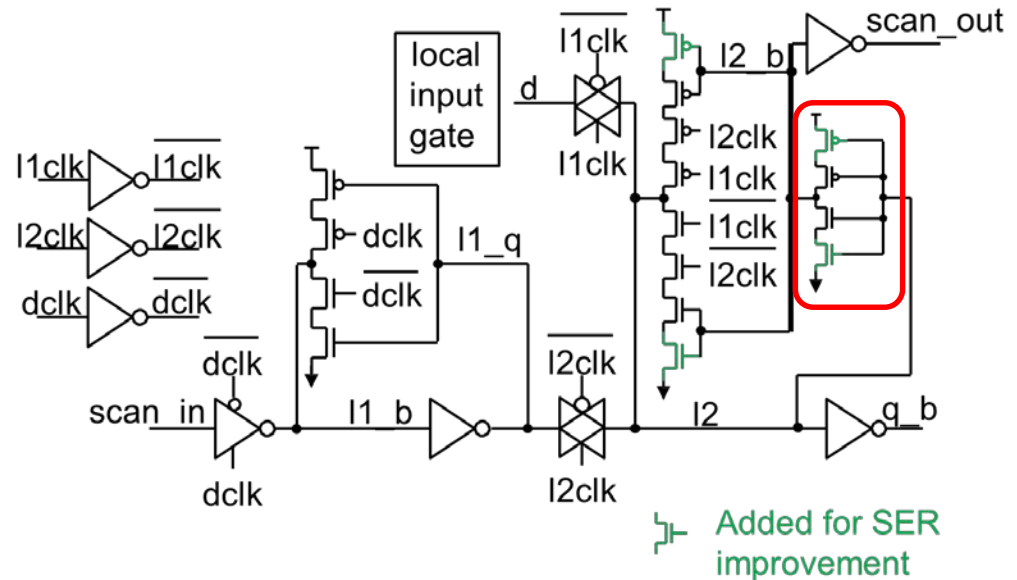 scan_out
l1clk
l2_b
local
input
gate
d
l1clk
l2clk
l1clk
l1clk
l2clk
l1clk
l1clk
l2clk
l2clk
dclk
dclk
dclk
dclk
l1_q
dclk
l2clk
scan_in
l1_b
l2
q_b
dclk
l2clk
Added for SER
improvement